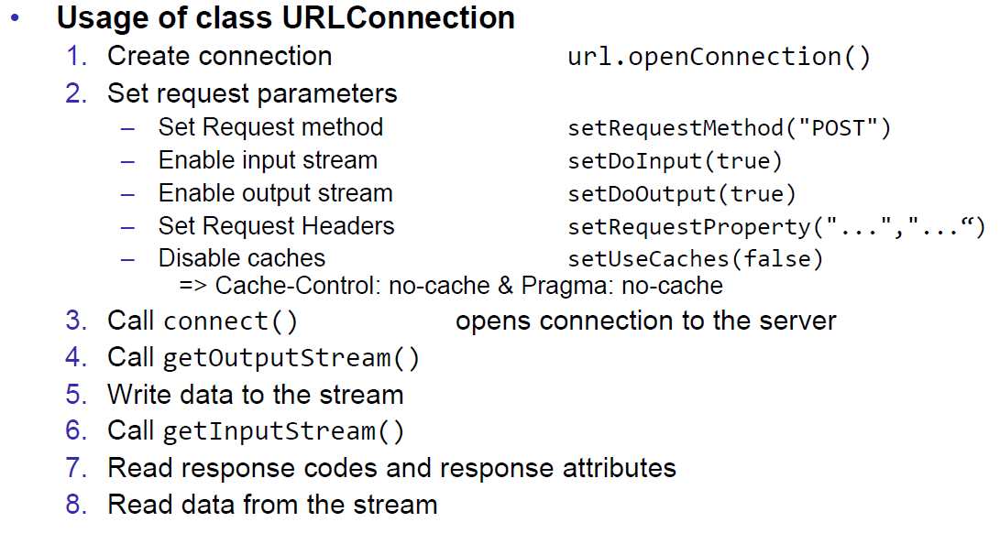 • Usage of class URLConnection
1. Create connection url.openConnection()
2. Set request parameters
– Set Request method setRequestMethod("POST")
– Enable input stream setDoInput(true)
– Enable output stream setDoOutput(true)
– Set Request Headers setRequestProperty("...","...“)
– Disable caches setUseCaches(false)
=> Cache-Control: no-cache & Pragma: no-cache
3. Call connect() opens connection to the server
4. Call getOutputStream()
5. Write data to the stream
6. Call getInputStream()
7. Read response codes and response attributes
8. Read data from the stream